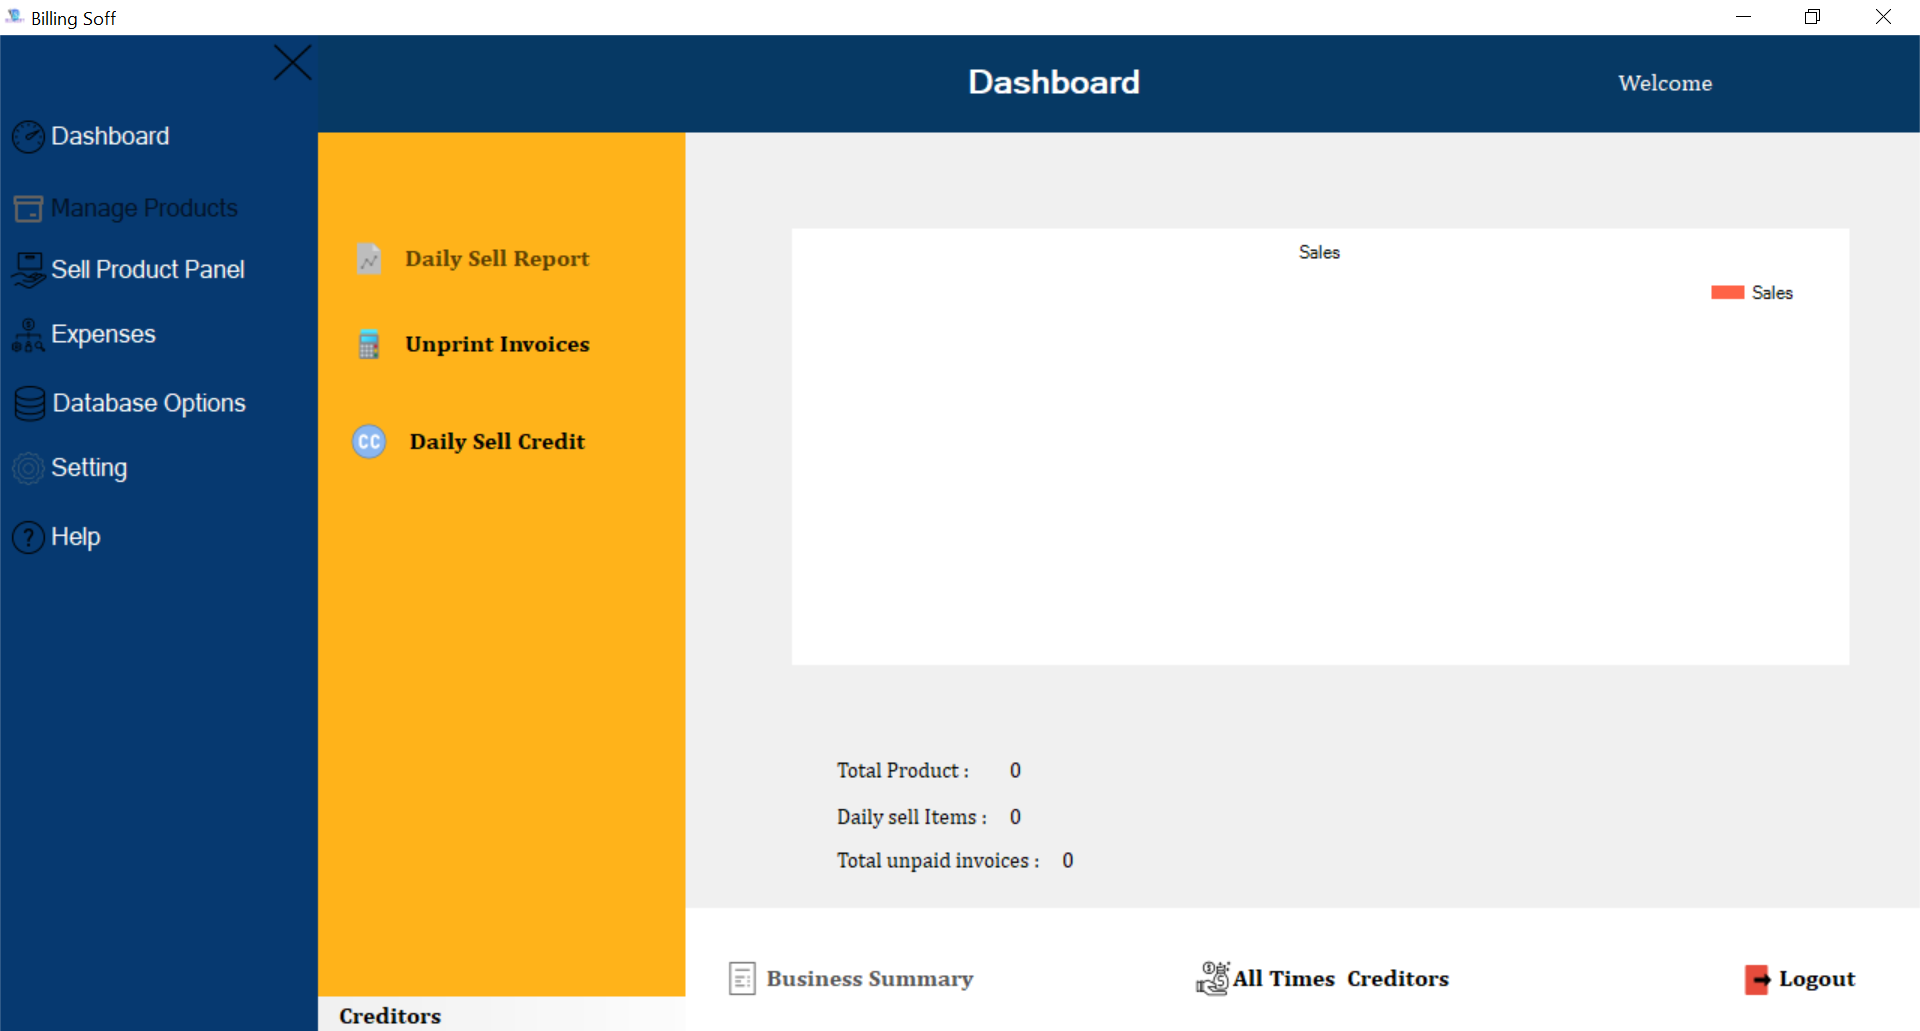 Billing Soff
Dashboard
Welcome
Dashboard
Manage Products
Sell Product Panel
Expenses
Database Options
Setting
? Help
Daily Sell Report
Unprint Invoices
CC Daily Sell Credit
Creditors
Sales
Sales
Total Product : 0
Daily sell Items : 0
Total unpaid invoices : 0
Business Summary
All Times Creditors
Logout